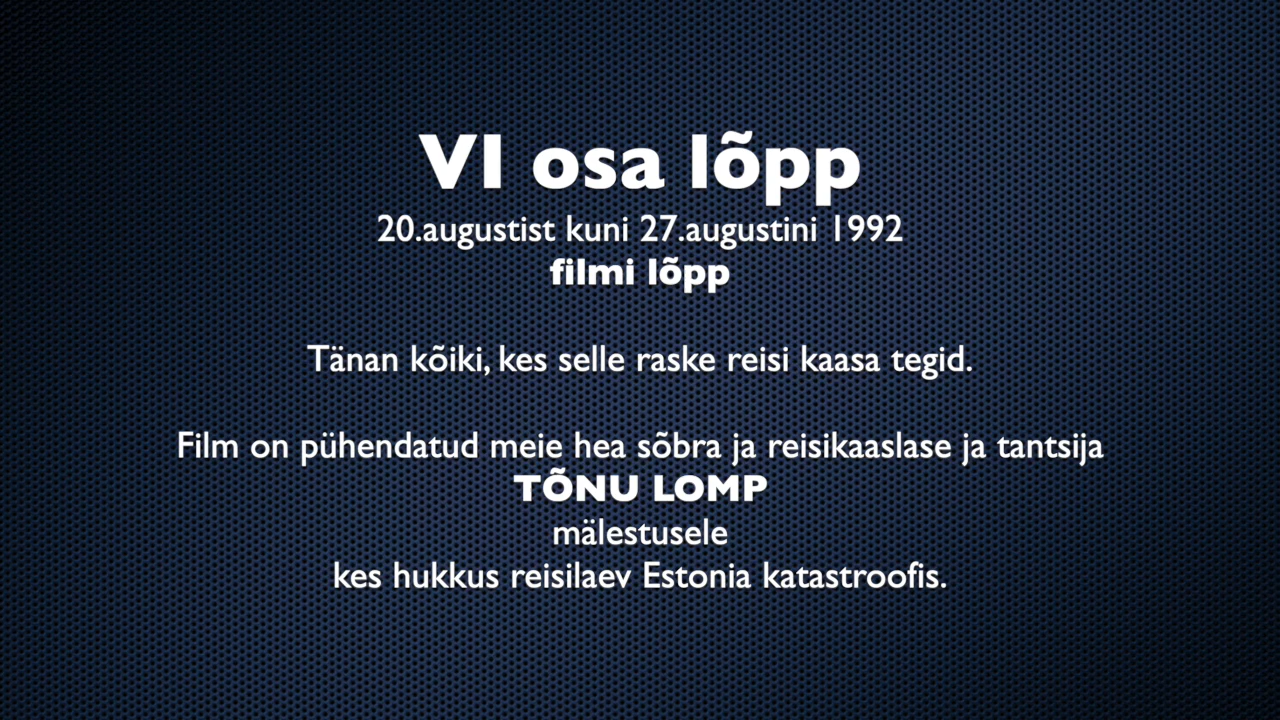 VI osa lõpp
20.augustist kuni 27.augustini 1992
filmi lõpp
Tänan kõiki, kes selle raske reisi kaasa tegid.
Film on pühendatud meie hea sõbra ja reisikaaslase ja tantsija
TÕNU LOMP
mälestusele
kes hukkus reisilaev Estonia katastroofis.